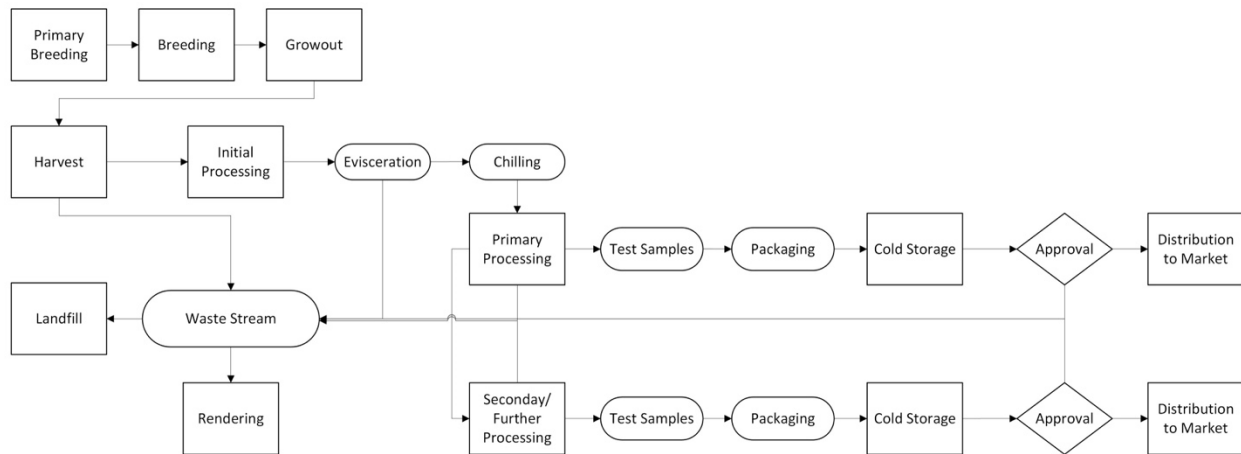 Primary
Breeding
Breeding
Growout
Harvest
Initial
Processing
Evisceration
Chilling
Primary
Processing
Test Samples
Packaging
Cold Storage
Approval
Distribution
to Market
Landfill
Waste Stream
Rendering
Seconday/
Further
Processing
Test Samples
Packaging
Cold Storage
Approval
Distribution
to Market